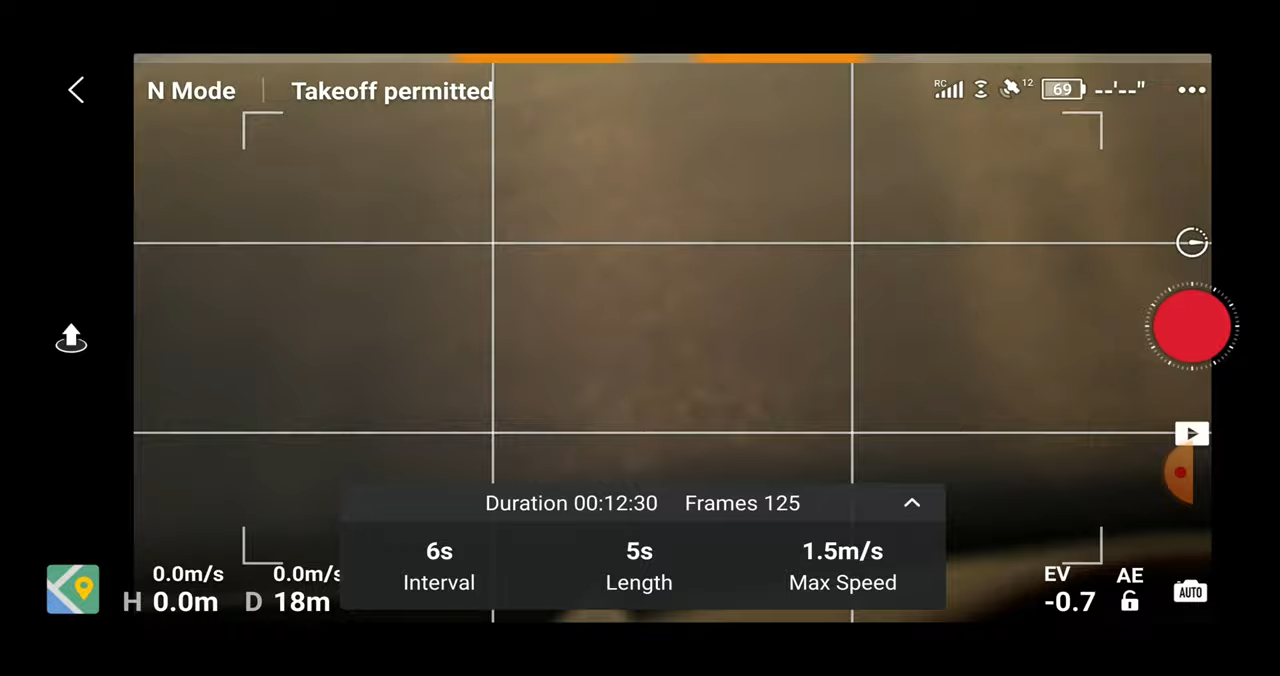 N Mode Takeoff permitted RC 12 69 --'--"
Duration 00:12:30 Frames 125
6s 5s 1.5m/s
Interval Length Max Speed
0.0m/s 0.0m/s
H 0.0m D 18m
EV AE
-0.7 AUTO